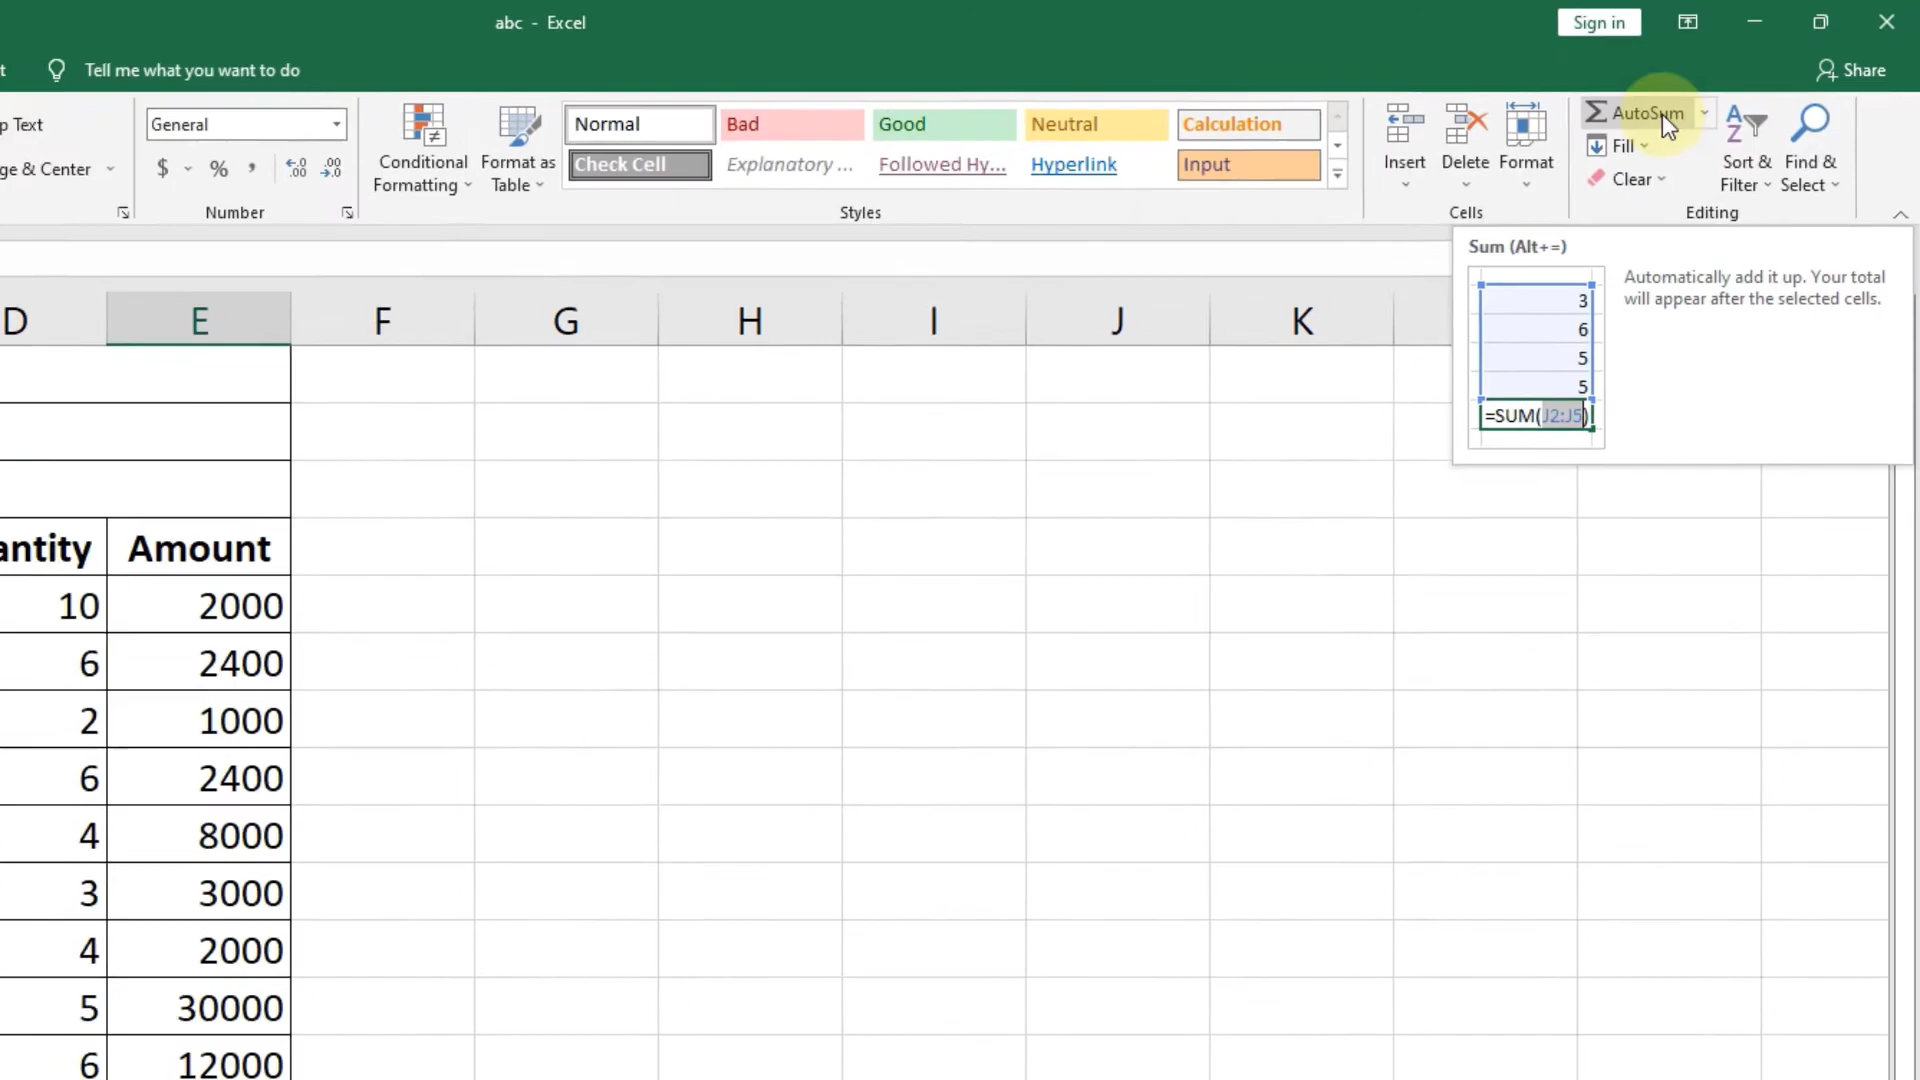 abc - Excel
Sign in
t
Tell me what you want to do
Share
p Text
ge & Center
General
$ % ,
Number
Conditional
Formatting
Format as
Table
Normal
Bad
Good
Neutral
Calculation
Check Cell
Explanatory ...
Followed Hy...
Hyperlink
Input
Styles
Insert
Delete
Format
Cells
Σ AutoSum
Fill
Clear
Sort &
Filter
Find &
Select
Editing
Sum (Alt+=)
3
6
5
5
=SUM(J2:J5)
Automatically add it up. Your total
will appear after the selected cells.
D E F G H I J K
antity Amount
10 2000
6 2400
2 1000
6 2400
4 8000
3 3000
4 2000
5 30000
6 12000